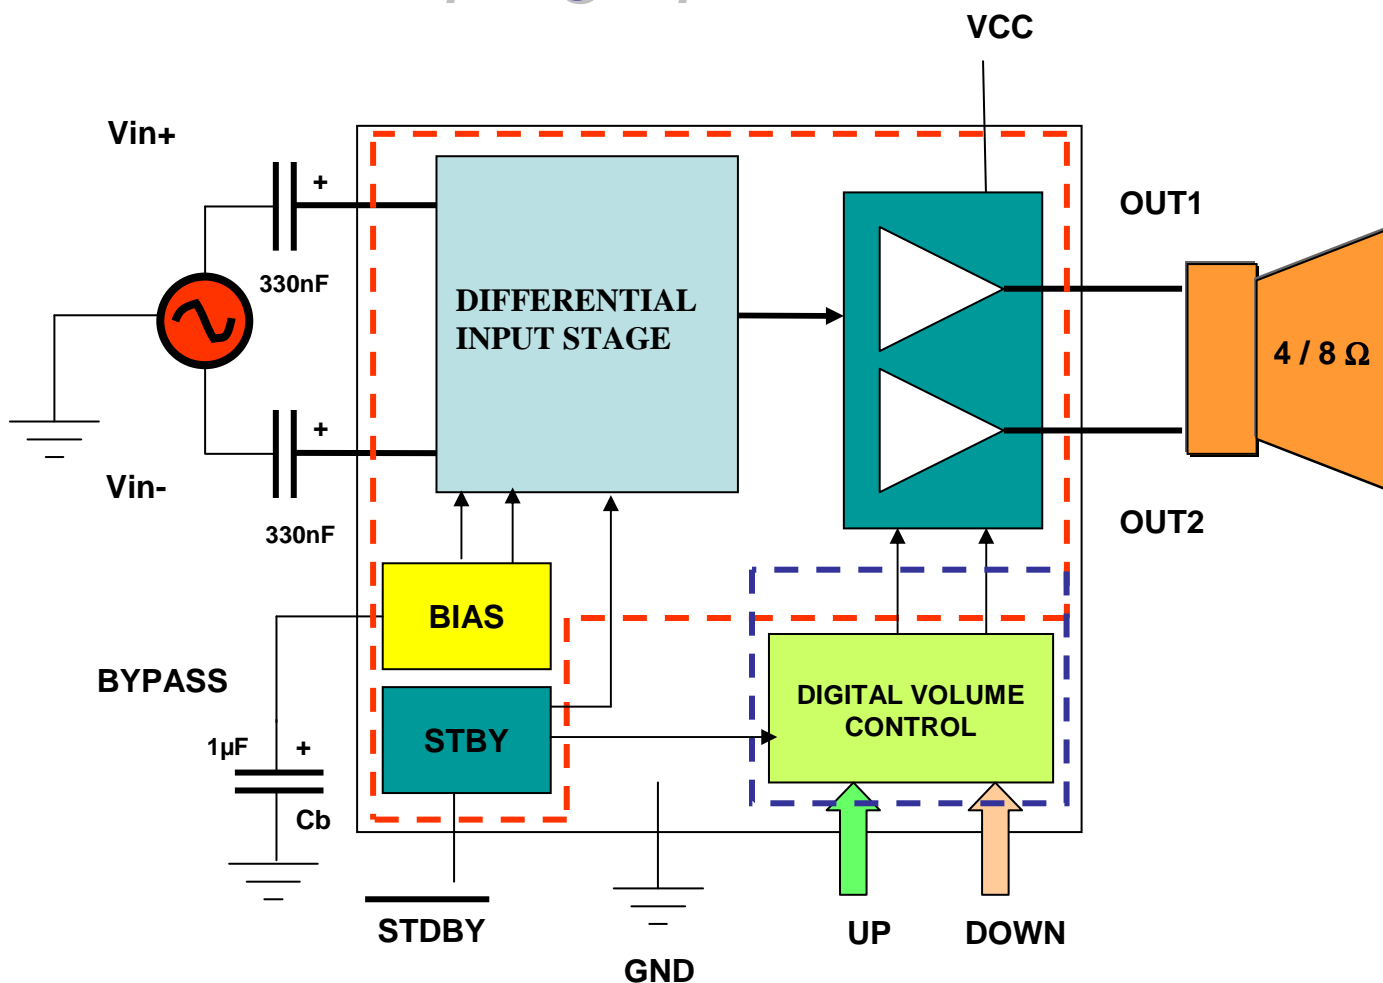 VCC
Vin+
+
OUT1
330nF
DIFFERENTIAL
INPUT STAGE
4 / 8 Ω
+
Vin-
330nF
OUT2
BIAS
BYPASS
DIGITAL VOLUME
CONTROL
STBY
1µF
+
Cb
STDBY
UP
DOWN
GND